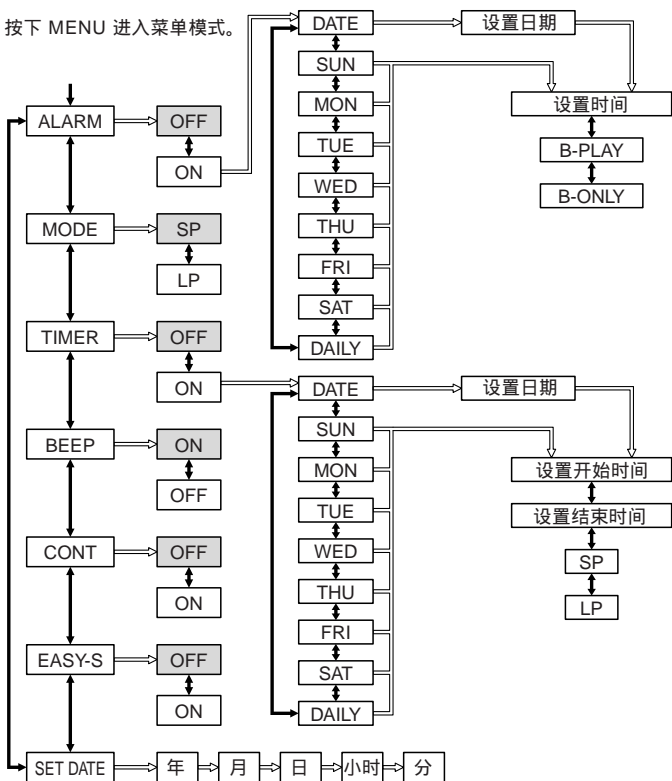 按下 MENU 进入菜单模式。
DATE 设置日期
SUN
ALARM OFF MON 设置时间
TUE B-PLAY
ON WED B-ONLY
MODE SP THU
LP FRI
SAT
TIMER OFF DAILY
ON DATE 设置日期
SUN
BEEP ON MON 设置开始时间
OFF TUE 设置结束时间
CONT OFF WED SP
ON THU LP
FRI
EASY-S OFF SAT
ON DAILY
SET DATE 年 月 日 小时 分